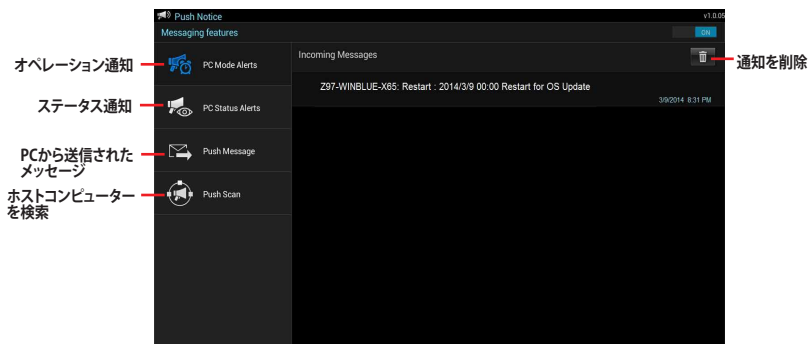 Push Notice
v1.0.05
Messaging features
ON
オペレーション通知
PC Mode Alerts
Incoming Messages
通知を削除
Z97-WINBLUE-X65: Restart : 2014/3/9 00:00 Restart for OS Update
3/9/2014 8:31 PM
ステータス通知
PC Status Alerts
PCから送信された
メッセージ
Push Message
ホストコンピューター
を検索
Push Scan